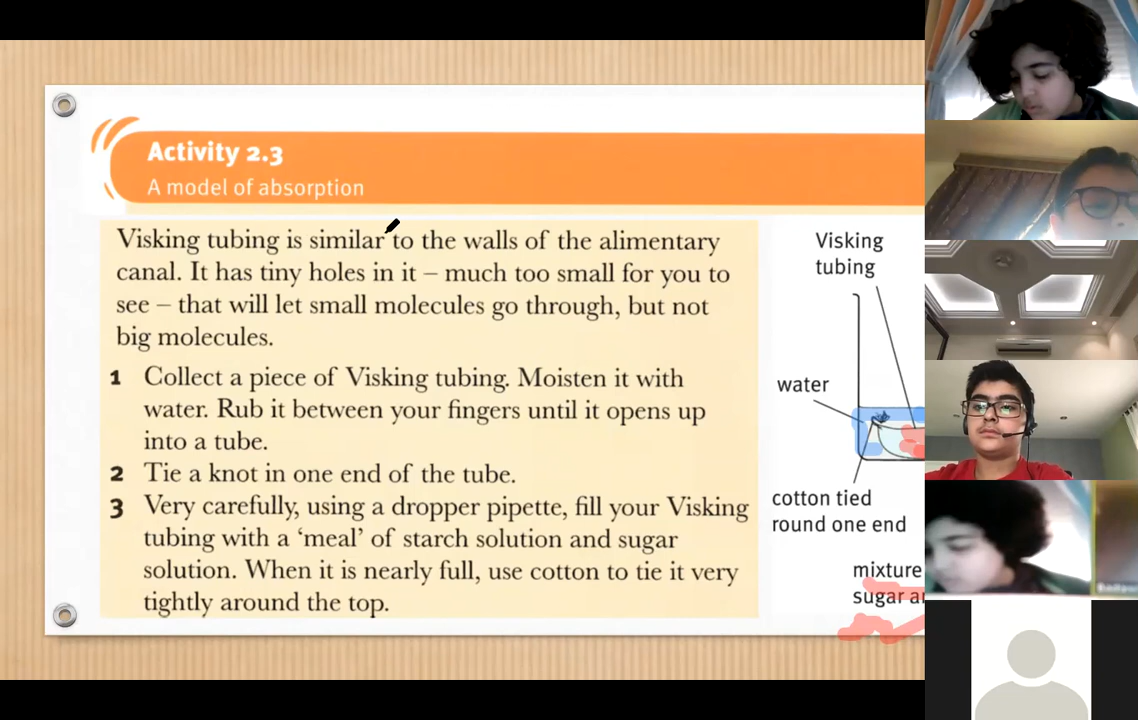 Activity 2.3
A model of absorption
Visking tubing is similar to the walls of the alimentary
canal. It has tiny holes in it – much too small for you to
see – that will let small molecules go through, but not
big molecules.
1 Collect a piece of Visking tubing. Moisten it with
water. Rub it between your fingers until it opens up
into a tube.
2 Tie a knot in one end of the tube.
3 Very carefully, using a dropper pipette, fill your Visking
tubing with a ‘meal’ of starch solution and sugar
solution. When it is nearly full, use cotton to tie it very
tightly around the top.
Visking
tubing
water
cotton tied
round one end
mixture
sugar